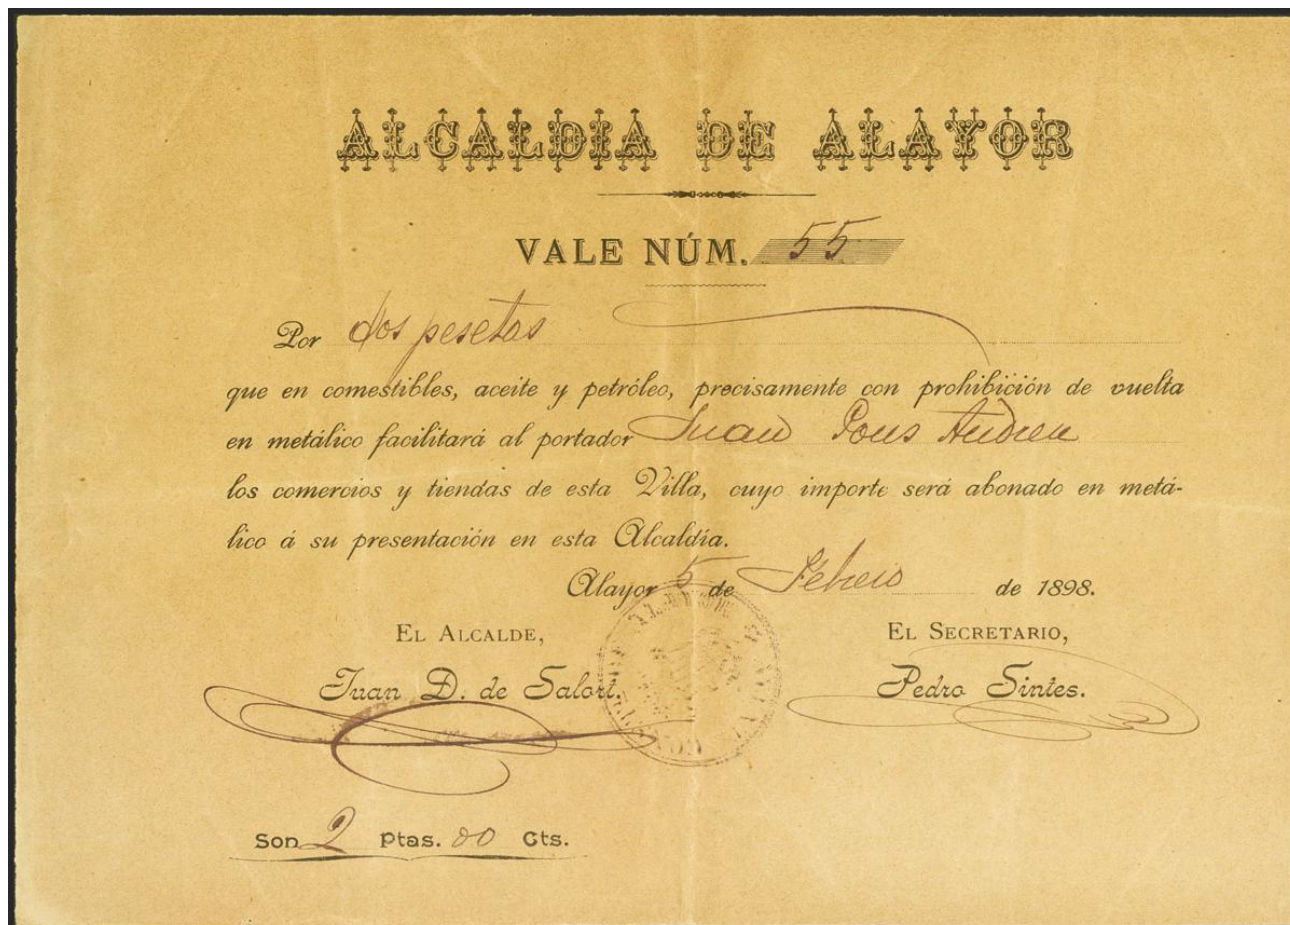 ALCALDIA DE ALAYOR
VALE NÚM. 55
Por dos pesetas
que en comestibles, aceite y petróleo, precisamente con prohibición de vuelta
en metálico facilitará al portador Juan Pons Andreu
los comercios y tiendas de esta Villa, cuyo importe será abonado en metá-
lico á su presentación en esta Alcaldía.
Alayor 5 de Febrero de 1898.
EL ALCALDE,
EL SECRETARIO,
Juan D. de Salort.
Pedro Sintes.
Son 2 Ptas. 00 Cts.